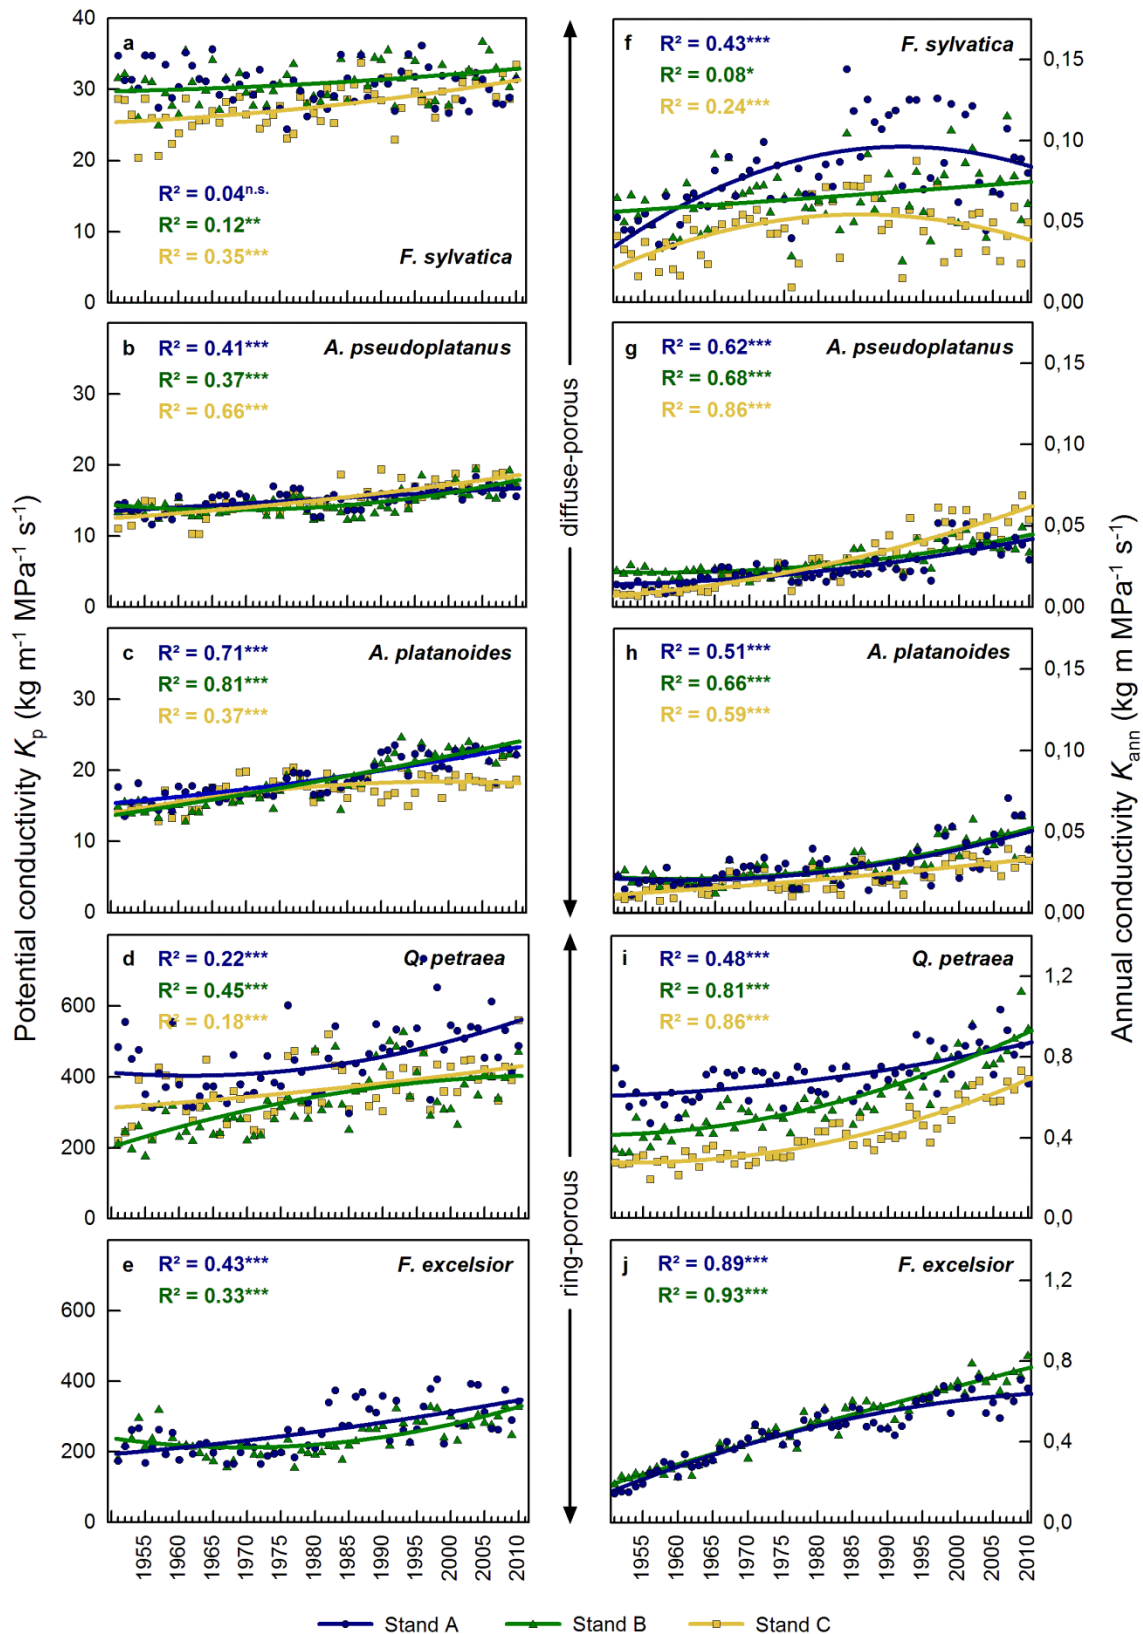 Potential conductivity Kp (kg m⁻¹ MPa⁻¹ s⁻¹)
40
30
20
10
0
a
R² = 0.04n.s.
R² = 0.12**
R² = 0.35***
F. sylvatica
30
20
10
0
b
R² = 0.41***
R² = 0.37***
R² = 0.66***
A. pseudoplatanus
30
20
10
0
c
R² = 0.71***
R² = 0.81***
R² = 0.37***
A. platanoides
600
400
200
0
d
R² = 0.22***
R² = 0.45***
R² = 0.18***
Q. petraea
600
400
200
0
e
R² = 0.43***
R² = 0.33***
F. excelsior
1955 1960 1965 1970 1975 1980 1985 1990 1995 2000 2005 2010
diffuse-porous
ring-porous
f
R² = 0.43***
R² = 0.08*
R² = 0.24***
F. sylvatica
0,15
0,10
0,05
0,00
g
R² = 0.62***
R² = 0.68***
R² = 0.86***
A. pseudoplatanus
0,15
0,10
0,05
0,00
h
R² = 0.51***
R² = 0.66***
R² = 0.59***
A. platanoides
0,15
0,10
0,05
0,00
i
R² = 0.48***
R² = 0.81***
R² = 0.86***
Q. petraea
1,2
0,8
0,4
0,0
j
R² = 0.89***
R² = 0.93***
F. excelsior
1,2
0,8
0,4
0,0
1955 1960 1965 1970 1975 1980 1985 1990 1995 2000 2005 2010
Annual conductivity Kann (kg m MPa⁻¹ s⁻¹)
Stand A Stand B Stand C